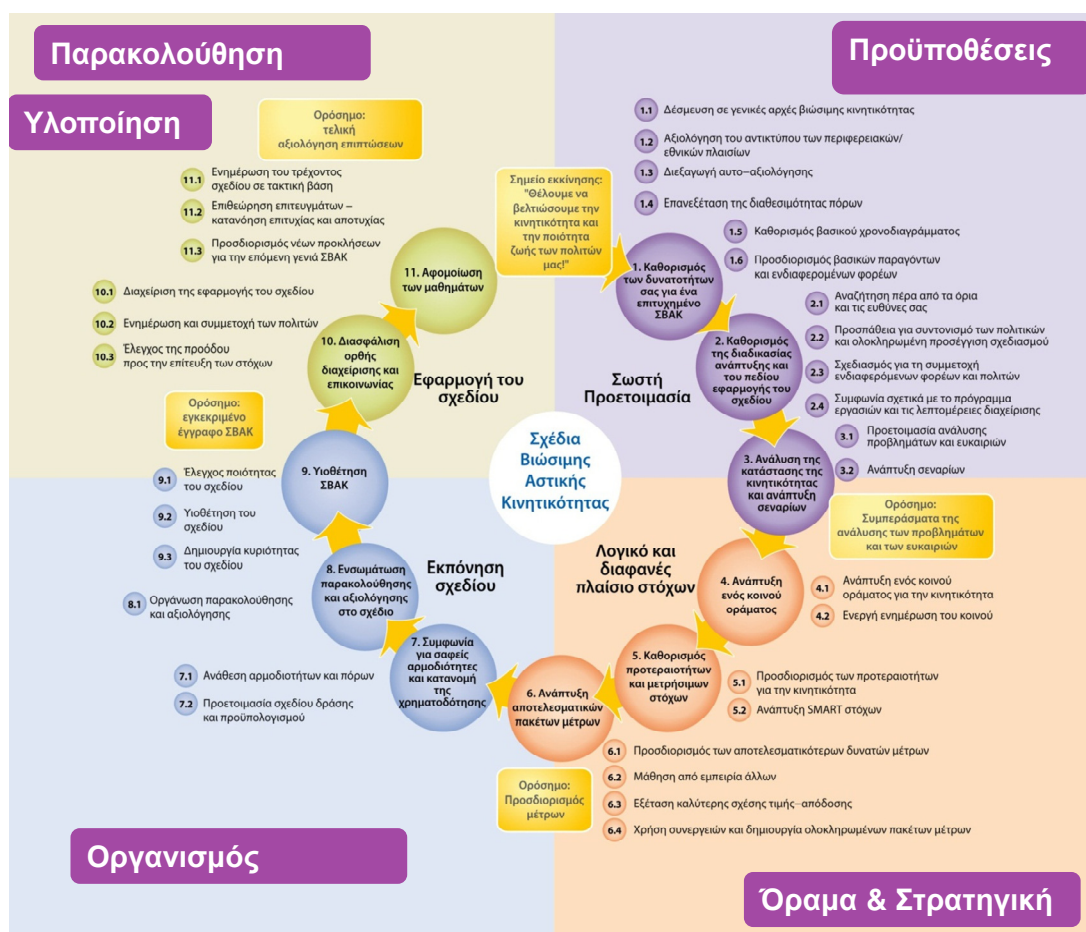 Παρακολούθηση
Υλοποίηση
Προϋποθέσεις
Σημείο εκκίνησης:
"Θέλουμε να
βελτιώσουμε την
κινητικότητα και
την ποιότητα
ζωής των πολιτών
μας!"
1.1 Δέσμευση σε γενικές αρχές βιώσιμης κινητικότητας
1.2 Αξιολόγηση του αντικτύπου των περιφερειακών/
εθνικών πλαισίων
1.3 Διεξαγωγή αυτο–αξιολόγησης
1.4 Επανεξέταση της διαθεσιμότητας πόρων
1.5 Καθορισμός βασικού χρονοδιαγράμματος
1.6 Προσδιορισμός βασικών παραγόντων
και ενδιαφερομένων φορέων
1. Καθορισμός
των δυνατοτήτων
σας για ένα
επιτυχημένο
ΣΒΑΚ
2.1 Αναζήτηση πέρα από τα όρια
και τις ευθύνες σας
2.2 Προσπάθεια για συντονισμό των πολιτικών
και ολοκληρωμένη προσέγγιση σχεδιασμού
2.3 Σχεδιασμός για τη συμμετοχή
ενδιαφερόμενων φορέων και πολιτών
2.4 Συμφωνία σχετικά με το πρόγραμμα
εργασιών και τις λεπτομέρειες διαχείρισης
2. Καθορισμός
της διαδικασίας
ανάπτυξης και
του πεδίου
εφαρμογής του
σχεδίου
Σωστή
Προετοιμασία
3.1 Προετοιμασία ανάλυσης
προβλημάτων και ευκαιριών
3.2 Ανάπτυξη σεναρίων
3. Ανάλυση της
κατάστασης της
κινητικότητας
και ανάπτυξη
σεναρίων
Ορόσημο:
Συμπεράσματα της
ανάλυσης των προβλημάτων
και των ευκαιριών
Λογικό και
διαφανές
πλαίσιο στόχων
4. Ανάπτυξη
ενός κοινού
οράματος
4.1 Ανάπτυξη ενός κοινού
οράματος για την κινητικότητα
4.2 Ενεργή ενημέρωση του κοινού
5. Καθορισμός
προτεραιοτήτων
και μετρήσιμων
στόχων
5.1 Προσδιορισμός των προτεραιοτήτων
για την κινητικότητα
5.2 Ανάπτυξη SMART στόχων
6. Ανάπτυξη
αποτελεσματικών
πακέτων μέτρων
6.1 Προσδιορισμός των αποτελεσματικότερων δυνατών μέτρων
6.2 Μάθηση από εμπειρία άλλων
6.3 Εξέταση καλύτερης σχέσης τιμής–απόδοσης
6.4 Χρήση συνεργειών και δημιουργία ολοκληρωμένων πακέτων μέτρων
Ορόσημο:
Προσδιορισμός
μέτρων
Όραμα & Στρατηγική
7. Συμφωνία
για σαφείς
αρμοδιότητες
και κατανομή
της
χρηματοδότησης
7.1 Ανάθεση αρμοδιοτήτων και πόρων
7.2 Προετοιμασία σχεδίου δράσης
και προϋπολογισμού
Οργανισμός
8. Ενσωμάτωση
παρακολούθησης
και αξιολόγησης
στο σχέδιο
8.1 Οργάνωση παρακολούθησης
και αξιολόγησης
Εκπόνηση
σχεδίου
9. Υιοθέτηση
ΣΒΑΚ
9.1 Έλεγχος ποιότητας
του σχεδίου
9.2 Υιοθέτηση του
σχεδίου
9.3 Δημιουργία κυριότητας
του σχεδίου
Ορόσημο:
εγκεκριμένο
έγγραφο ΣΒΑΚ
10. Διασφάλιση
ορθής
διαχείρισης και
επικοινωνίας
10.1 Διαχείριση της εφαρμογής του σχεδίου
10.2 Ενημέρωση και συμμετοχή των πολιτών
10.3 Έλεγχος της προόδου
προς την επίτευξη των στόχων
Εφαρμογή του
σχεδίου
11. Αφομοίωση
των μαθημάτων
11.1 Ενημέρωση του τρέχοντος
σχεδίου σε τακτική βάση
11.2 Επιθεώρηση επιτευγμάτων –
κατανόηση επιτυχίας και αποτυχίας
11.3 Προσδιορισμός νέων προκλήσεων
για την επόμενη γενιά ΣΒΑΚ
Ορόσημο:
τελική
αξιολόγηση επιπτώσεων
Σχέδια
Βιώσιμης
Αστικής
Κινητικότητας